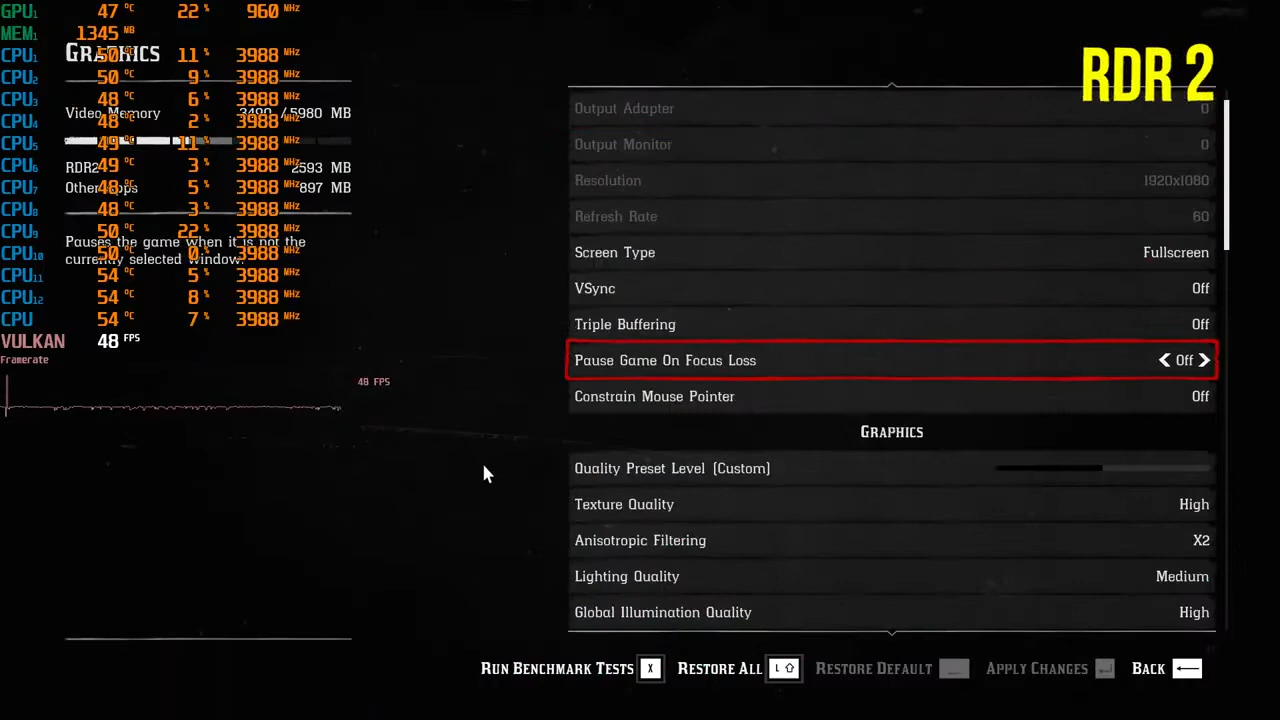 GPU1 47 °C 22 % 960 MHz
MEM1 1345 MB
CPU1 50 °C 11 % 3988 MHz
CPU2 50 °C 9 % 3988 MHz
CPU3 48 °C 6 % 3988 MHz
CPU4 48 °C 2 % 3988 MHz
CPU5 49 °C 11 % 3988 MHz
CPU6 49 °C 3 % 3988 MHz
CPU7 48 °C 5 % 3988 MHz
CPU8 48 °C 3 % 3988 MHz
CPU9 50 °C 22 % 3988 MHz
CPU10 50 °C 0 % 3988 MHz
CPU11 54 °C 5 % 3988 MHz
CPU12 54 °C 8 % 3988 MHz
CPU 54 °C 7 % 3988 MHz
VULKAN 48 FPS
Framerate
48 FPS
GRAPHICS
Video Memory 3490 / 5980 MB
RDR2 2593 MB
Other Apps 897 MB
Pauses the game when it is not the
currently selected window.
RDR 2
Output Adapter 0
Output Monitor 0
Resolution 1920x1080
Refresh Rate 60
Screen Type Fullscreen
VSync Off
Triple Buffering Off
Pause Game On Focus Loss Off
Constrain Mouse Pointer Off
GRAPHICS
Quality Preset Level (Custom)
Texture Quality High
Anisotropic Filtering X2
Lighting Quality Medium
Global Illumination Quality High
RUN BENCHMARK TESTS X RESTORE ALL L RESTORE DEFAULT APPLY CHANGES BACK